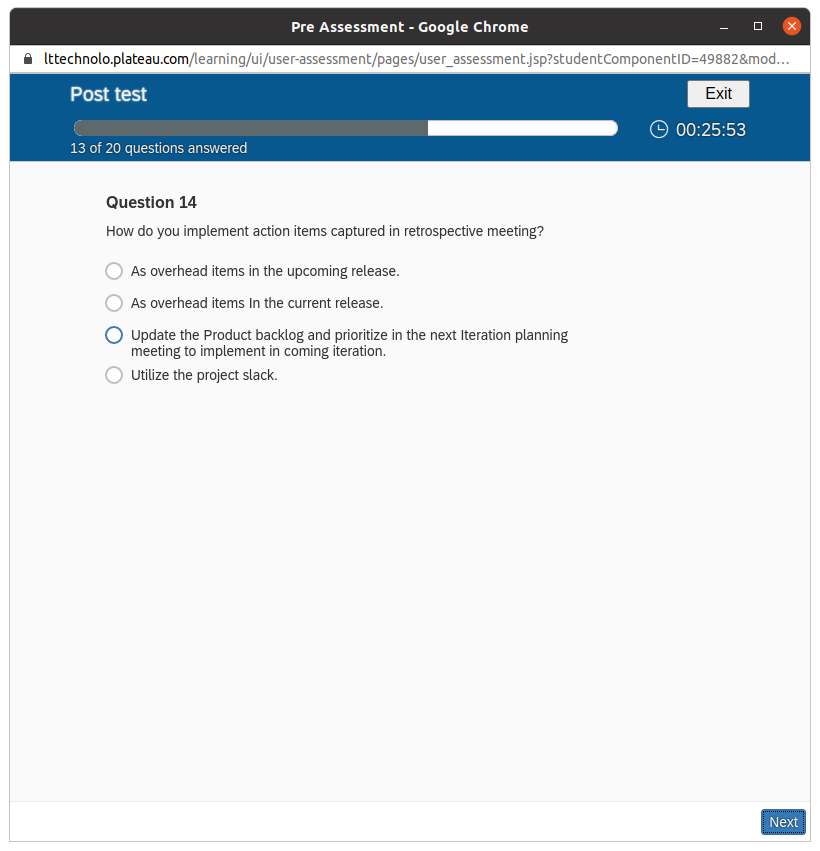 Pre Assessment - Google Chrome
lttechnolo.plateau.com/learning/ui/user-assessment/pages/user_assessment.jsp?studentComponentID=49882&mod...
Post test
Exit
00:25:53
13 of 20 questions answered
Question 14
How do you implement action items captured in retrospective meeting?
As overhead items in the upcoming release.
As overhead items In the current release.
Update the Product backlog and prioritize in the next Iteration planning
meeting to implement in coming iteration.
Utilize the project slack.
Next